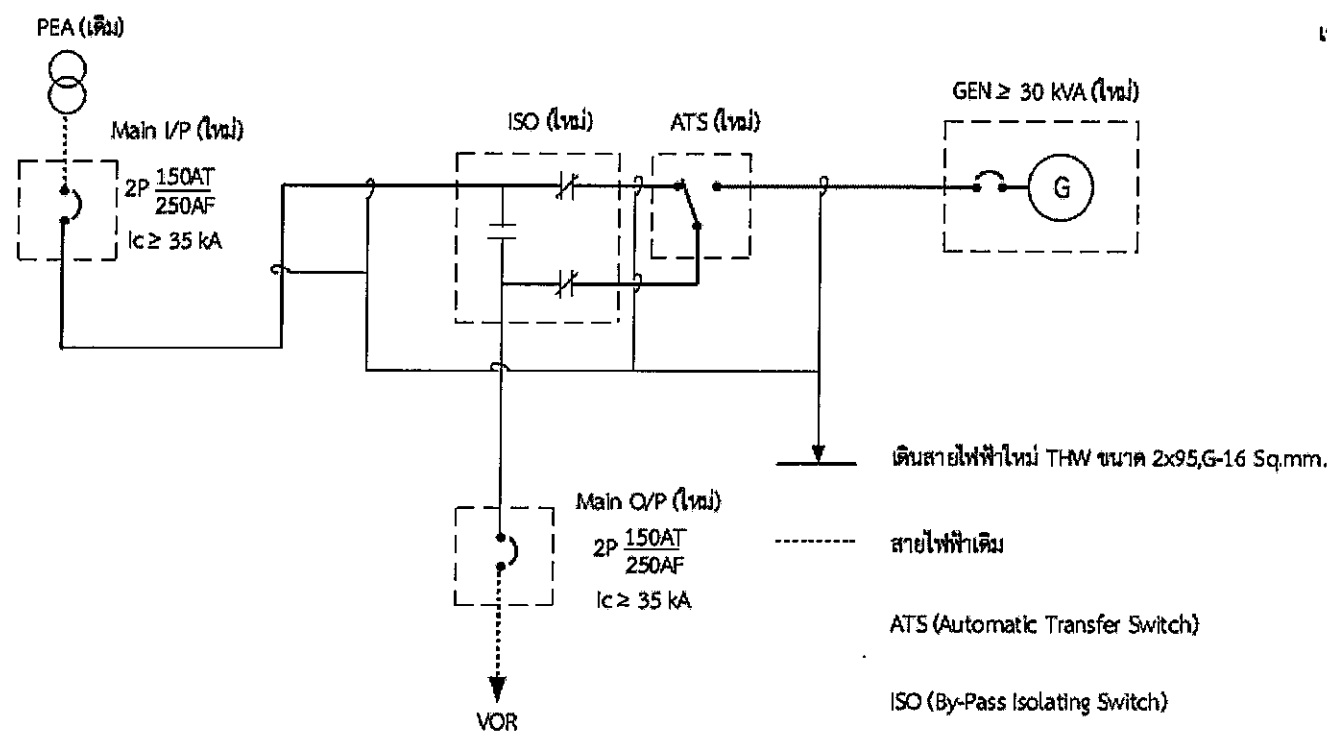 PEA (เดิม)
Main I/P (ใหม่)
2P 150AT
250AF
Ic ≥ 35 kA
ISO (ใหม่)
ATS (ใหม่)
GEN ≥ 30 kVA (ใหม่)
G
Main O/P (ใหม่)
2P 150AT
250AF
Ic ≥ 35 kA
VOR
เดินสายไฟฟ้าใหม่ THW ขนาด 2x95,G-16 Sq.mm.
สายไฟฟ้าเดิม
ATS (Automatic Transfer Switch)
ISO (By-Pass Isolating Switch)